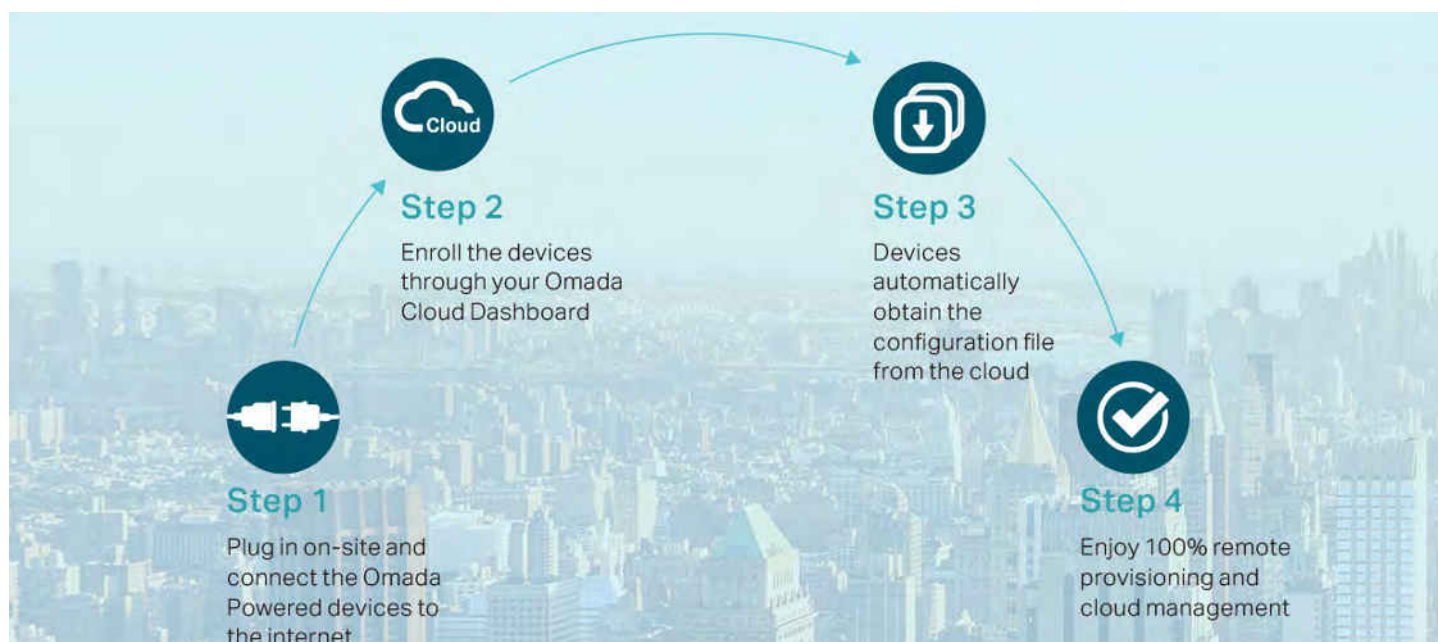 Cloud
Step 2
Enroll the devices
through your Omada
Cloud Dashboard
Step 3
Devices
automatically
obtain the
configuration file
from the cloud
Step 1
Plug in on-site and
connect the Omada
Powered devices to
the internet
Step 4
Enjoy 100% remote
provisioning and
cloud management